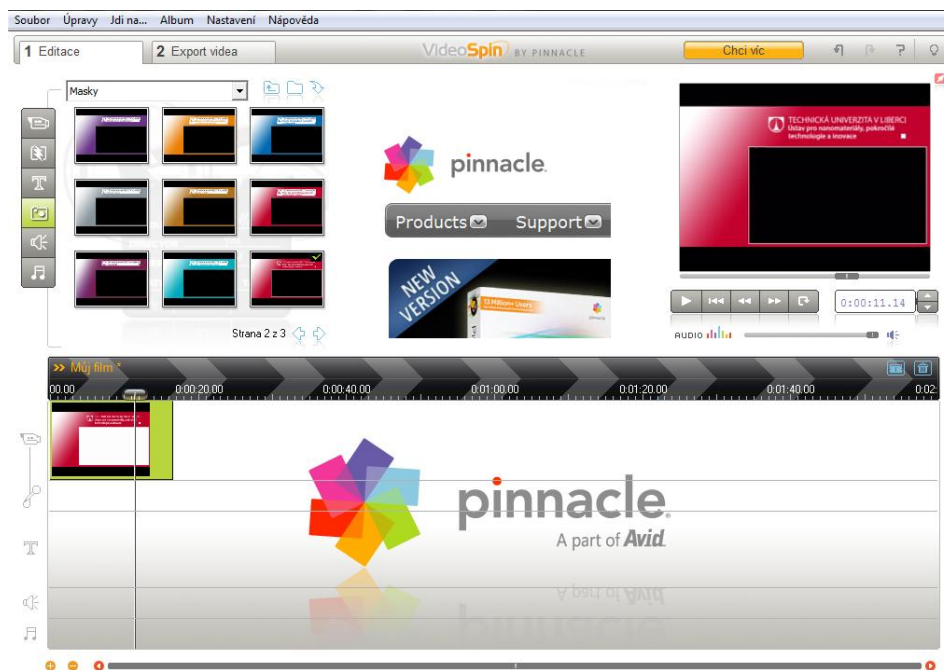 Soubor Úpravy Jdi na... Album Nastavení Nápověda
1 Editace 2 Export videa VideoSpin BY PINNACLE Chci víc
Masky
pinnacle.
Products Support
NEW
VERSION
13 Million+ Users
Strana 2 z 3
TECHNICKÁ UNIVERZITA V LIBERCI
Ústav pro nanomateriály, pokročilé
technologie a inovace
0:00:11.14
AUDIO
>> Můj film *
00.00 0:00:20.00 0:00:40.00 0:01:00.00 0:01:20.00 0:01:40.00 0:02:
pinnacle.
A part of Avid